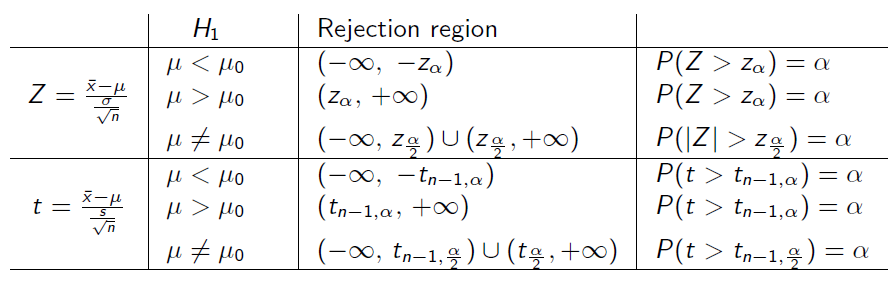 H₁ Rejection region
μ < μ₀ (−∞, −z_α) P(Z > z_α) = α
Z = (x̄−μ)/(σ/√n) μ > μ₀ (z_α, +∞) P(Z > z_α) = α
μ ≠ μ₀ (−∞, z_{α/2}) ∪ (z_{α/2}, +∞) P(|Z| > z_{α/2}) = α
μ < μ₀ (−∞, −t_{n−1,α}) P(t > t_{n−1,α}) = α
t = (x̄−μ)/(s/√n) μ > μ₀ (t_{n−1,α}, +∞) P(t > t_{n−1,α}) = α
μ ≠ μ₀ (−∞, t_{n−1,α/2}) ∪ (t_{α/2}, +∞) P(t > t_{n−1,α/2}) = α